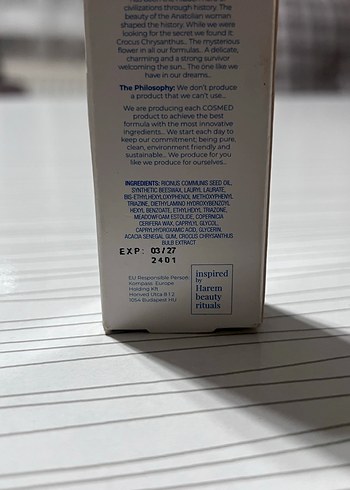 civilizations through history. The
beauty of the Anatolian woman
shaped the history. While we were
looking for the secret we found it:
Crocus Chrysanthus.. The mysterious
flower in all our formulas.. A delicate,
charming and a strong survivor
welcoming the sun.. The one like we
have in our dreams..
The Philosophy: We don't produce
a product that we can't use...
We are producing each COSMED
product to achieve the best
formula with the most innovative
ingredients.. We start each day to
keep our commitment; being pure,
clean, environment friendly and
sustainable.. We produce for you
like we produce for ourselves..
INGREDIENTS: RICINUS COMMUNIS SEED OIL,
SYNTHETIC BEESWAX, LAURYL LAURATE,
BIS-ETHYLHEXYLOXYPHENOL METHOXYPHENYL
TRIAZINE, DIETHYLAMINO HYDROXYBENZOYL
HEXYL BENZOATE, ETHYLHEXYL TRIAZONE,
MEADOWFOAM ESTOLIDE, COPERNICIA
CERIFERA WAX, CAPRYLYL GLYCOL,
CAPRYLHYDROXAMIC ACID, GLYCERIN,
ACACIA SENEGAL GUM, CROCUS CHRYSANTHUS
BULB EXTRACT
EXP: 03/27
2401
EU Responsible Person:
Kompass Europe
Holding Kft
Honved Utca 8 1 2
1054 Budapest HU
inspired
by
Harem
beauty
rituals